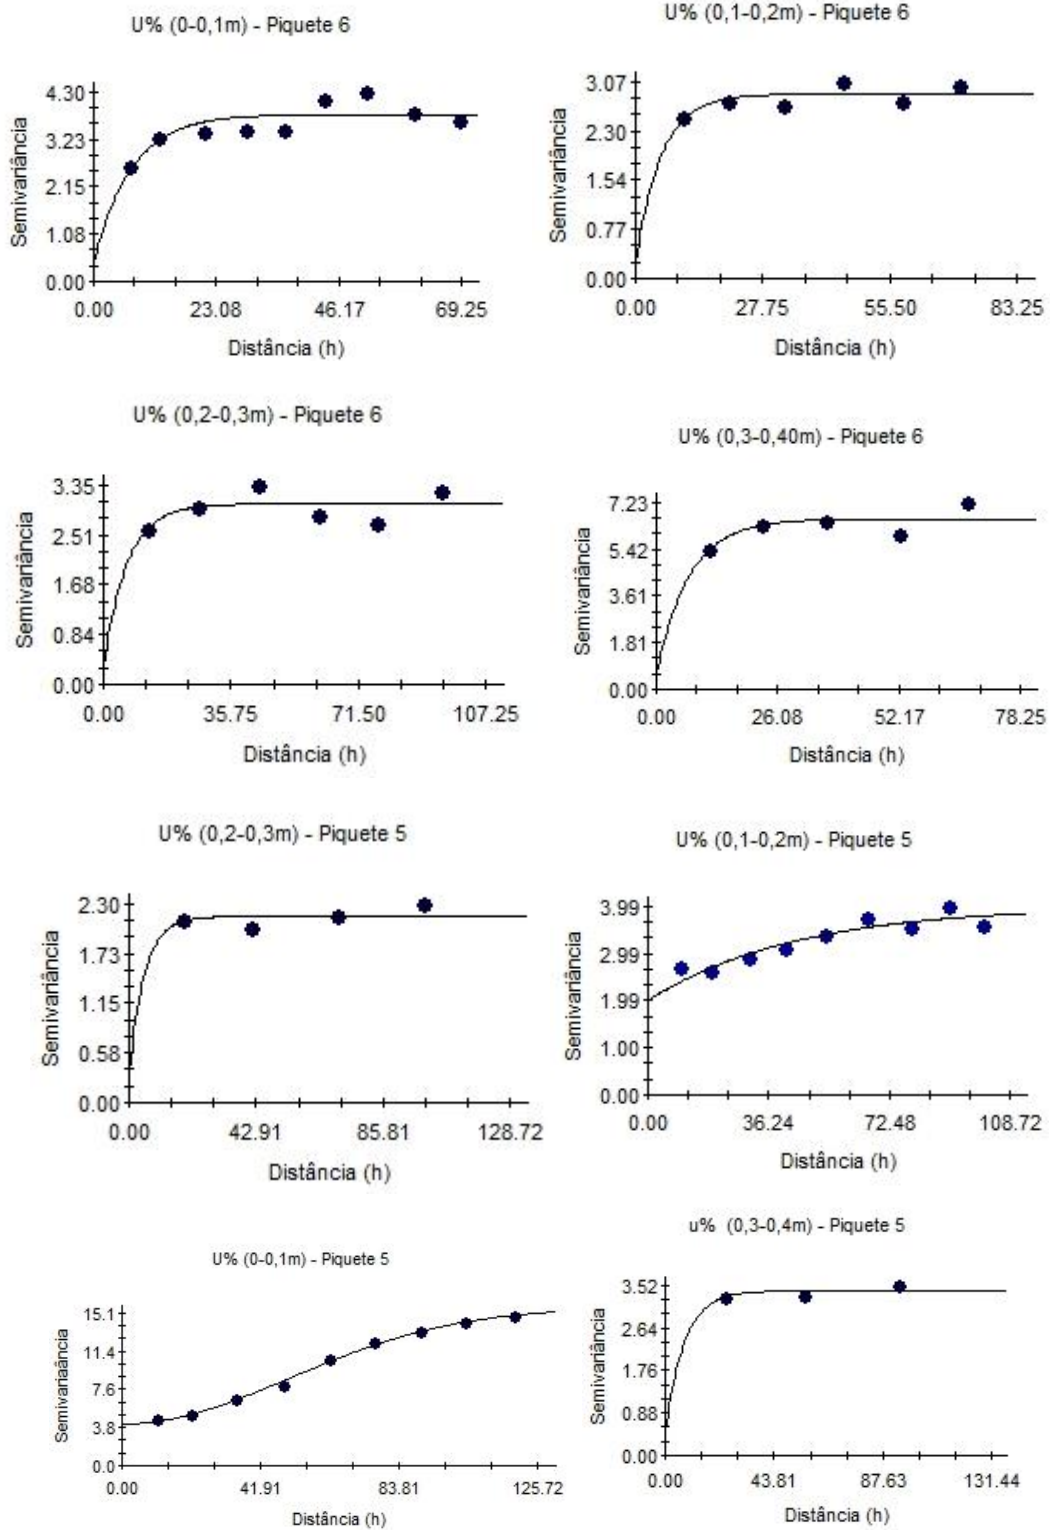 U% (0-0,1m) - Piquete 6
4.30
3.23
2.15
1.08
0.00
Semivariância
0.00 23.08 46.17 69.25
Distância (h)
U% (0,1-0,2m) - Piquete 6
3.07
2.30
1.54
0.77
0.00
Semivariância
0.00 27.75 55.50 83.25
Distância (h)
U% (0,2-0,3m) - Piquete 6
3.35
2.51
1.68
0.84
0.00
Semivariância
0.00 35.75 71.50 107.25
Distância (h)
U% (0,3-0,40m) - Piquete 6
7.23
5.42
3.61
1.81
0.00
Semivariância
0.00 26.08 52.17 78.25
Distância (h)
U% (0,2-0,3m) - Piquete 5
2.30
1.73
1.15
0.58
0.00
Semivariância
0.00 42.91 85.81 128.72
Distância (h)
U% (0,1-0,2m) - Piquete 5
3.99
2.99
1.99
1.00
0.00
Semivariância
0.00 36.24 72.48 108.72
Distância (h)
U% (0-0,1m) - Piquete 5
15.1
11.4
7.6
3.8
0.0
Semivariaância
0.00 41.91 83.81 125.72
Distância (h)
u% (0,3-0,4m) - Piquete 5
3.52
2.64
1.76
0.88
0.00
Semivariância
0.00 43.81 87.63 131.44
Distância (h)